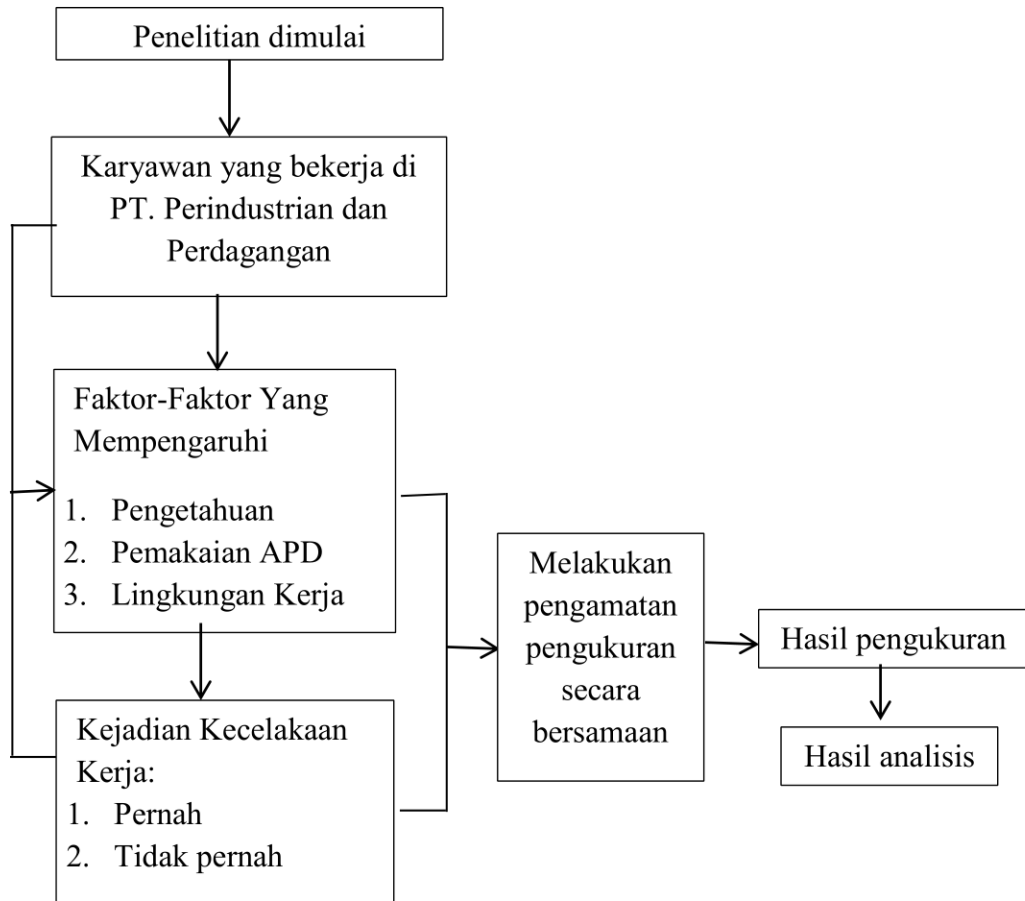 Penelitian dimulai
Karyawan yang bekerja di
PT. Perindustrian dan
Perdagangan
Faktor-Faktor Yang
Mempengaruhi
1. Pengetahuan
2. Pemakaian APD
3. Lingkungan Kerja
Kejadian Kecelakaan
Kerja:
1. Pernah
2. Tidak pernah
Melakukan
pengamatan
pengukuran
secara
bersamaan
Hasil pengukuran
Hasil analisis